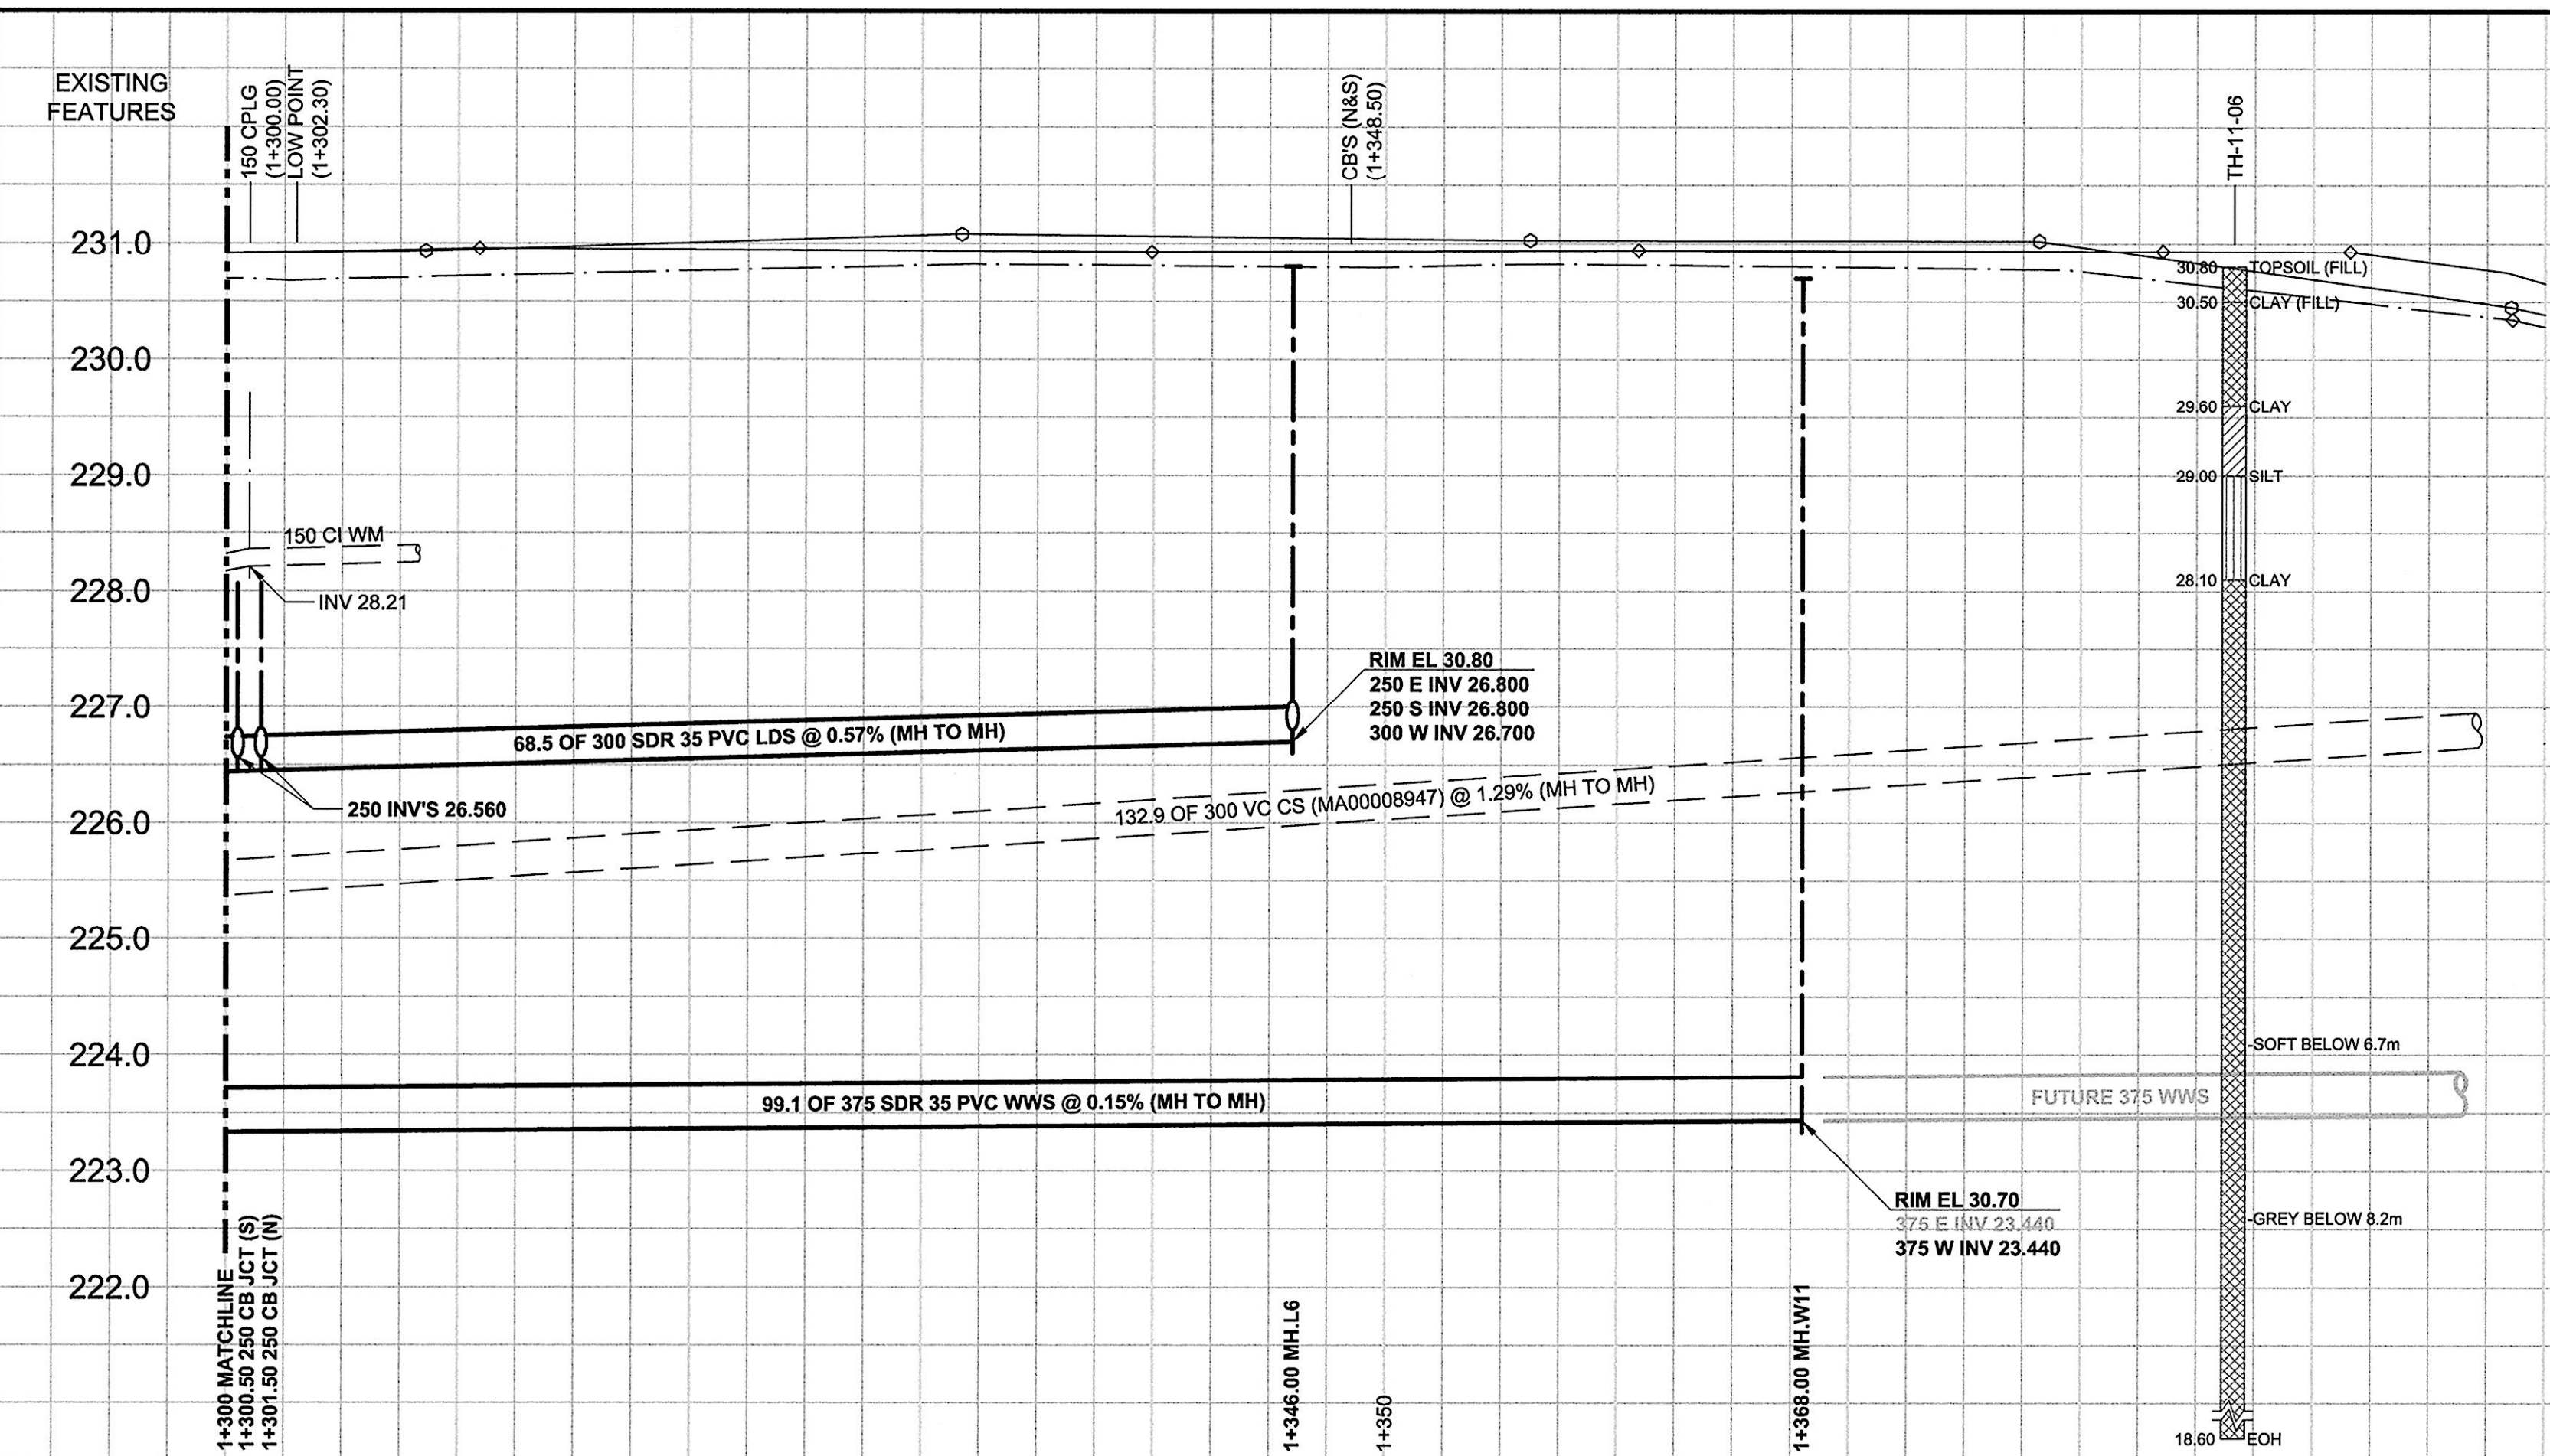 EXISTING
FEATURES
150 CPLG
(1+300.00)
LOW POINT
(1+302.30)
CB'S (N&S)
(1+348.50)
TH-11-06
231.0
230.0
229.0
228.0
227.0
226.0
225.0
224.0
223.0
222.0
30.80
TOPSOIL (FILL)
30.50
CLAY (FILL)
29.60
CLAY
29.00
SILT
28.10
CLAY
150 CI WM
INV 28.21
RIM EL 30.80
250 E INV 26.800
250 S INV 26.800
300 W INV 26.700
68.5 OF 300 SDR 35 PVC LDS @ 0.57% (MH TO MH)
250 INV'S 26.560
132.9 OF 300 VC CS (MA00008947) @ 1.29% (MH TO MH)
SOFT BELOW 6.7m
99.1 OF 375 SDR 35 PVC WWS @ 0.15% (MH TO MH)
FUTURE 375 WWS
RIM EL 30.70
375 E INV 23.440
375 W INV 23.440
GREY BELOW 8.2m
1+300 MATCHLINE
1+300.50 250 CB JCT (S)
1+301.50 250 CB JCT (N)
1+346.00 MH.L6
1+350
1+368.00 MH.W11
18.60
EOH